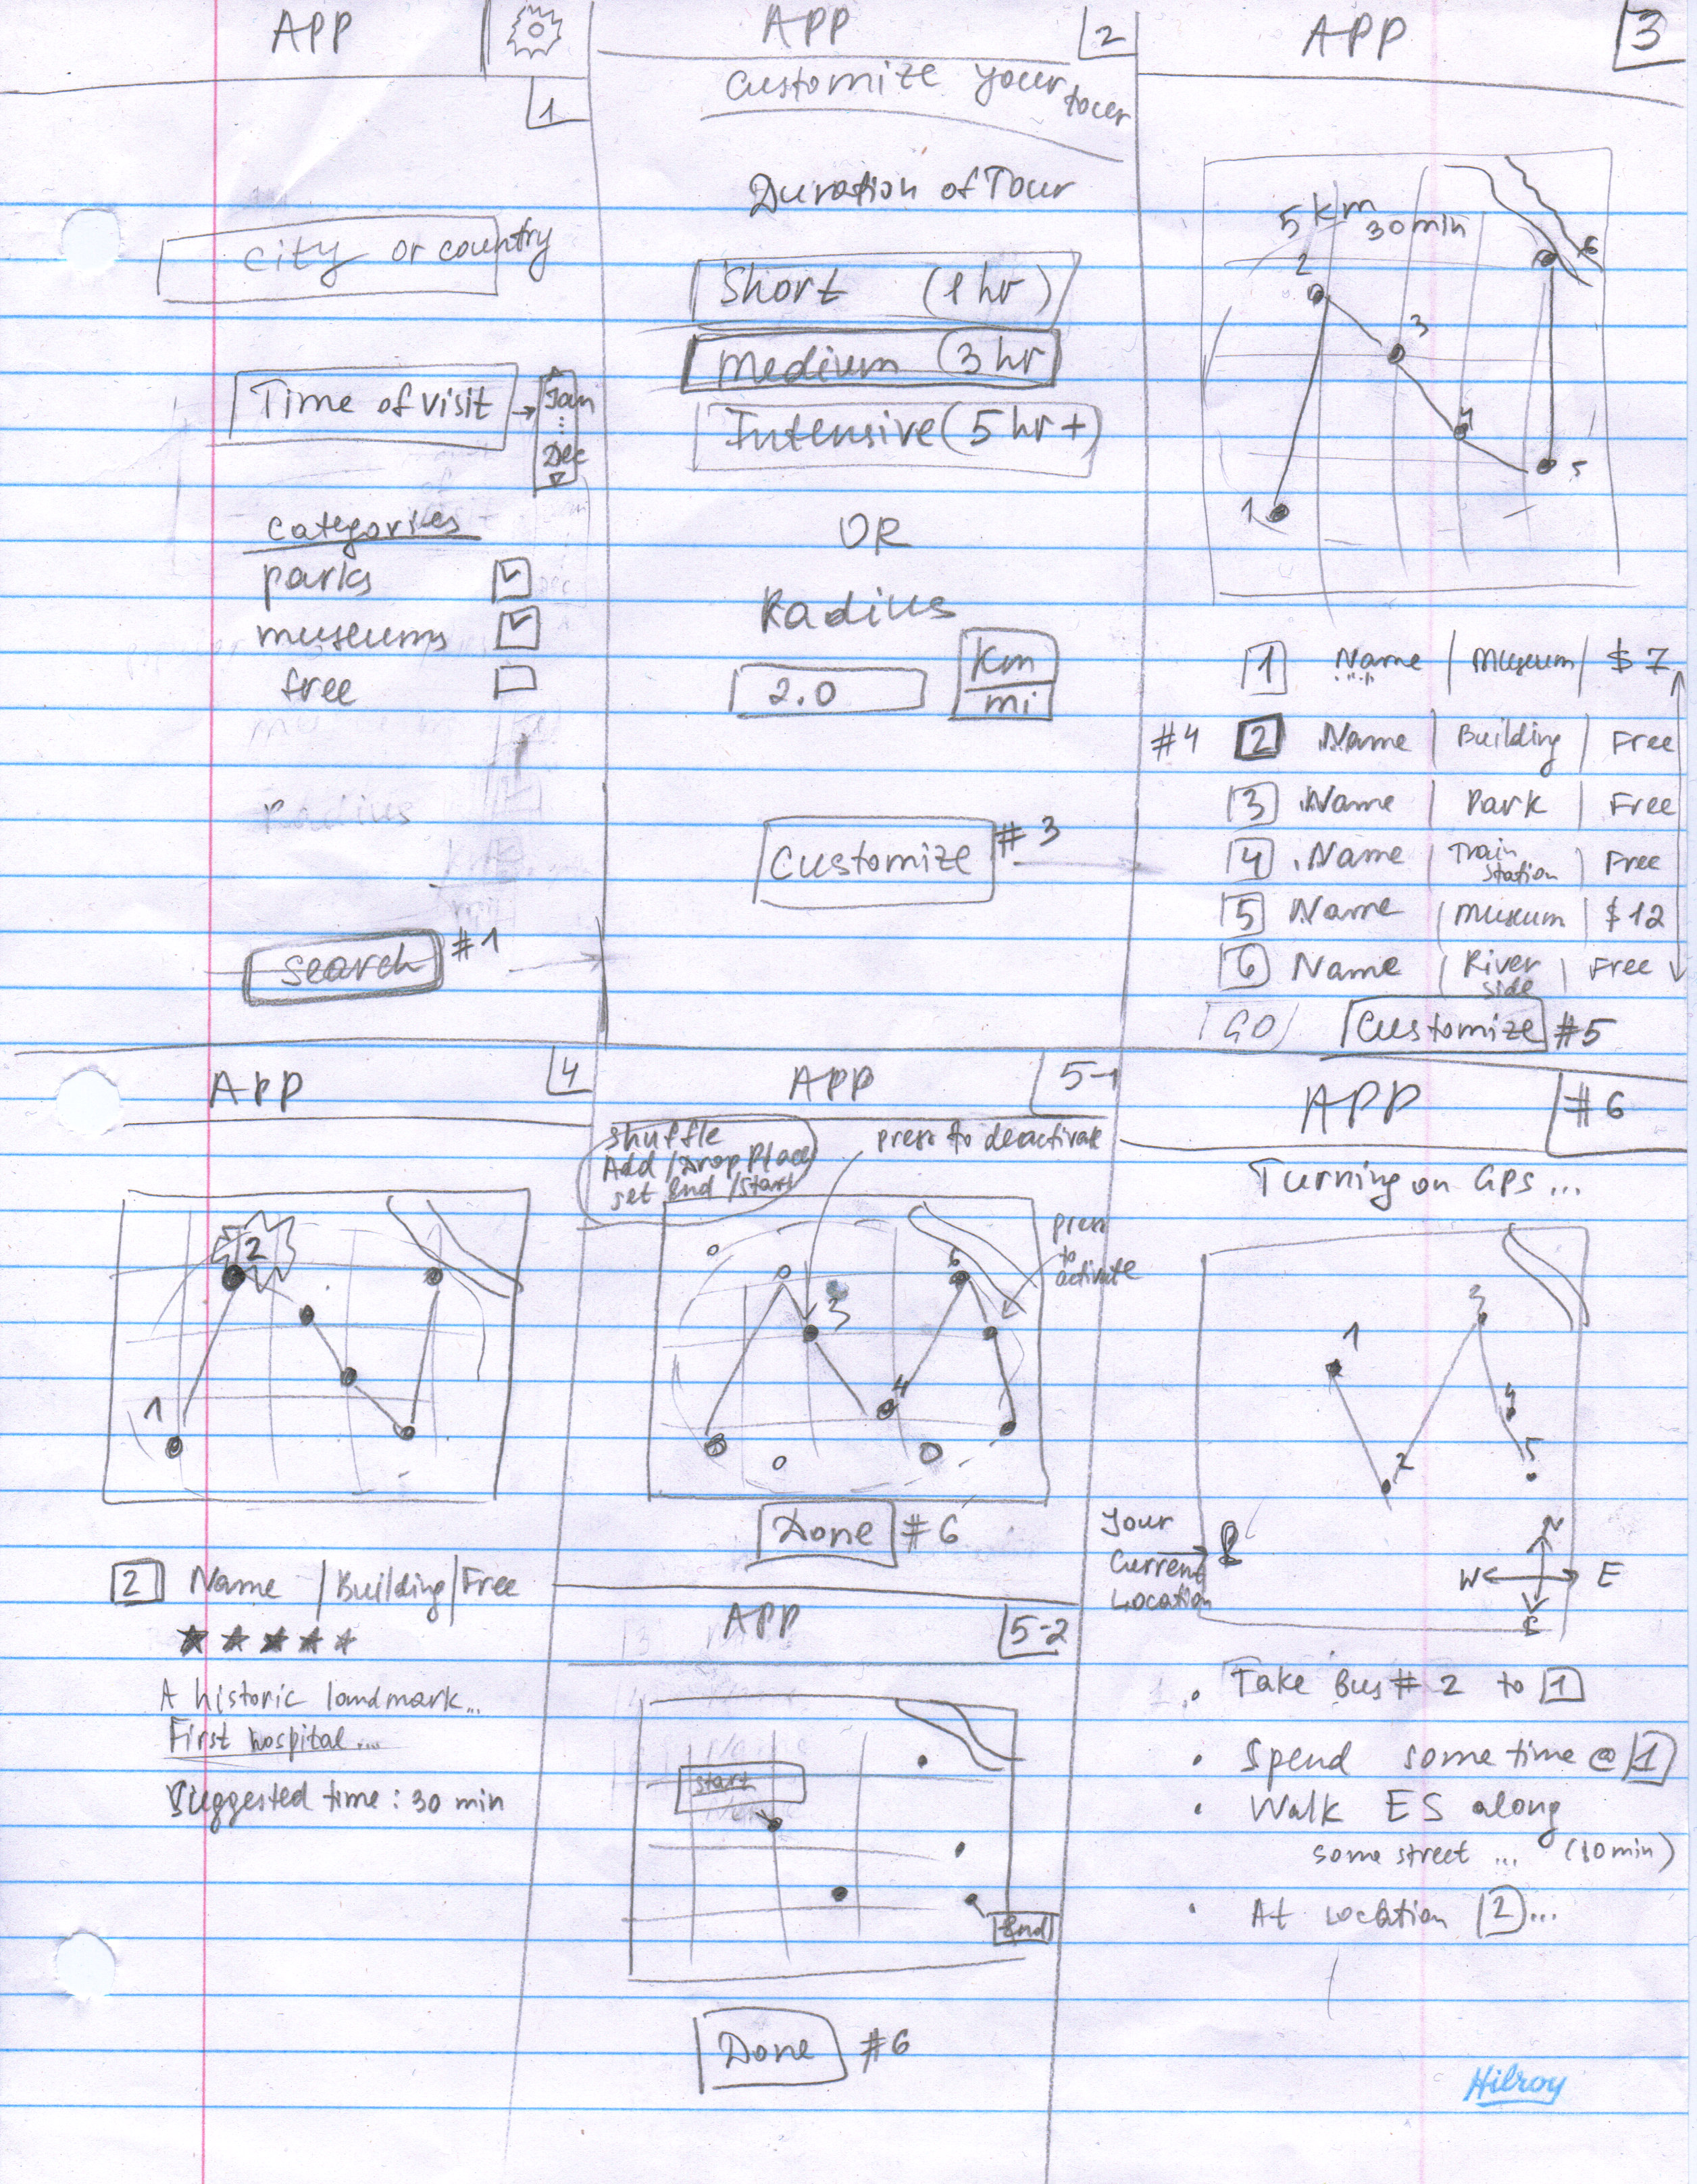 APP
1
city or country
Time of visit → Jan
...
Dec
categories
parks
museums
free
Radius
search #1
APP 2
Customize your tour
Duration of Tour
Short (1 hr)
Medium (3 hr)
Intensive (5 hr+)
OR
Radius
2.0 Km
mi
Customize #3
APP 3
5 km 30 min
2
6
3
4
5
1
1 Name | Museum | $7
#4 2 Name | Building | Free
3 Name | Park | Free
4 Name | Train station | Free
5 Name | museum | $12
6 Name | River side | Free
GO Customize #5
APP 4
2
1
2 Name | Building | Free
★★★★★
A historic landmark...
First hospital...
Suggested time: 30 min
APP 5-1
shuffle
Add / Drop Place
set End / Start
press to deactivate
press
to
activate
6
3
4
Done #6
APP 5-2
start
End
Done #6
APP #6
Turning on GPS...
1
3
4
2
5
Your
Current
Location
N
W E
• Take Bus # 2 to 1
• Spend some time @ 1
• Walk ES along
some street ... (10min)
• At Location 2...
Hilroy